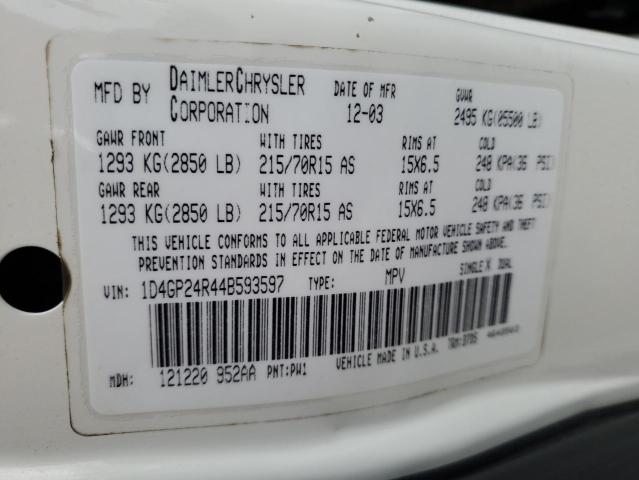 MFD BY DAIMLERCHRYSLER CORPORATION DATE OF MFR 12-03 GVWR 2495 KG(05500 LB)
GAWR FRONT WITH TIRES RIMS AT COLD
1293 KG(2850 LB) 215/70R15 AS 15X6.5 248 KPA(36 PSI)
GAWR REAR WITH TIRES RIMS AT COLD
1293 KG(2850 LB) 215/70R15 AS 15X6.5 248 KPA(36 PSI)
THIS VEHICLE CONFORMS TO ALL APPLICABLE FEDERAL MOTOR VEHICLE SAFETY AND THEFT
PREVENTION STANDARDS IN EFFECT ON THE DATE OF MANUFACTURE SHOWN ABOVE.
VIN: 1D4GP24R44B593597 TYPE: MPV SINGLE X DUAL
VEHICLE MADE IN U.S.A.
MDH: 121220 952AA PNT:PW1